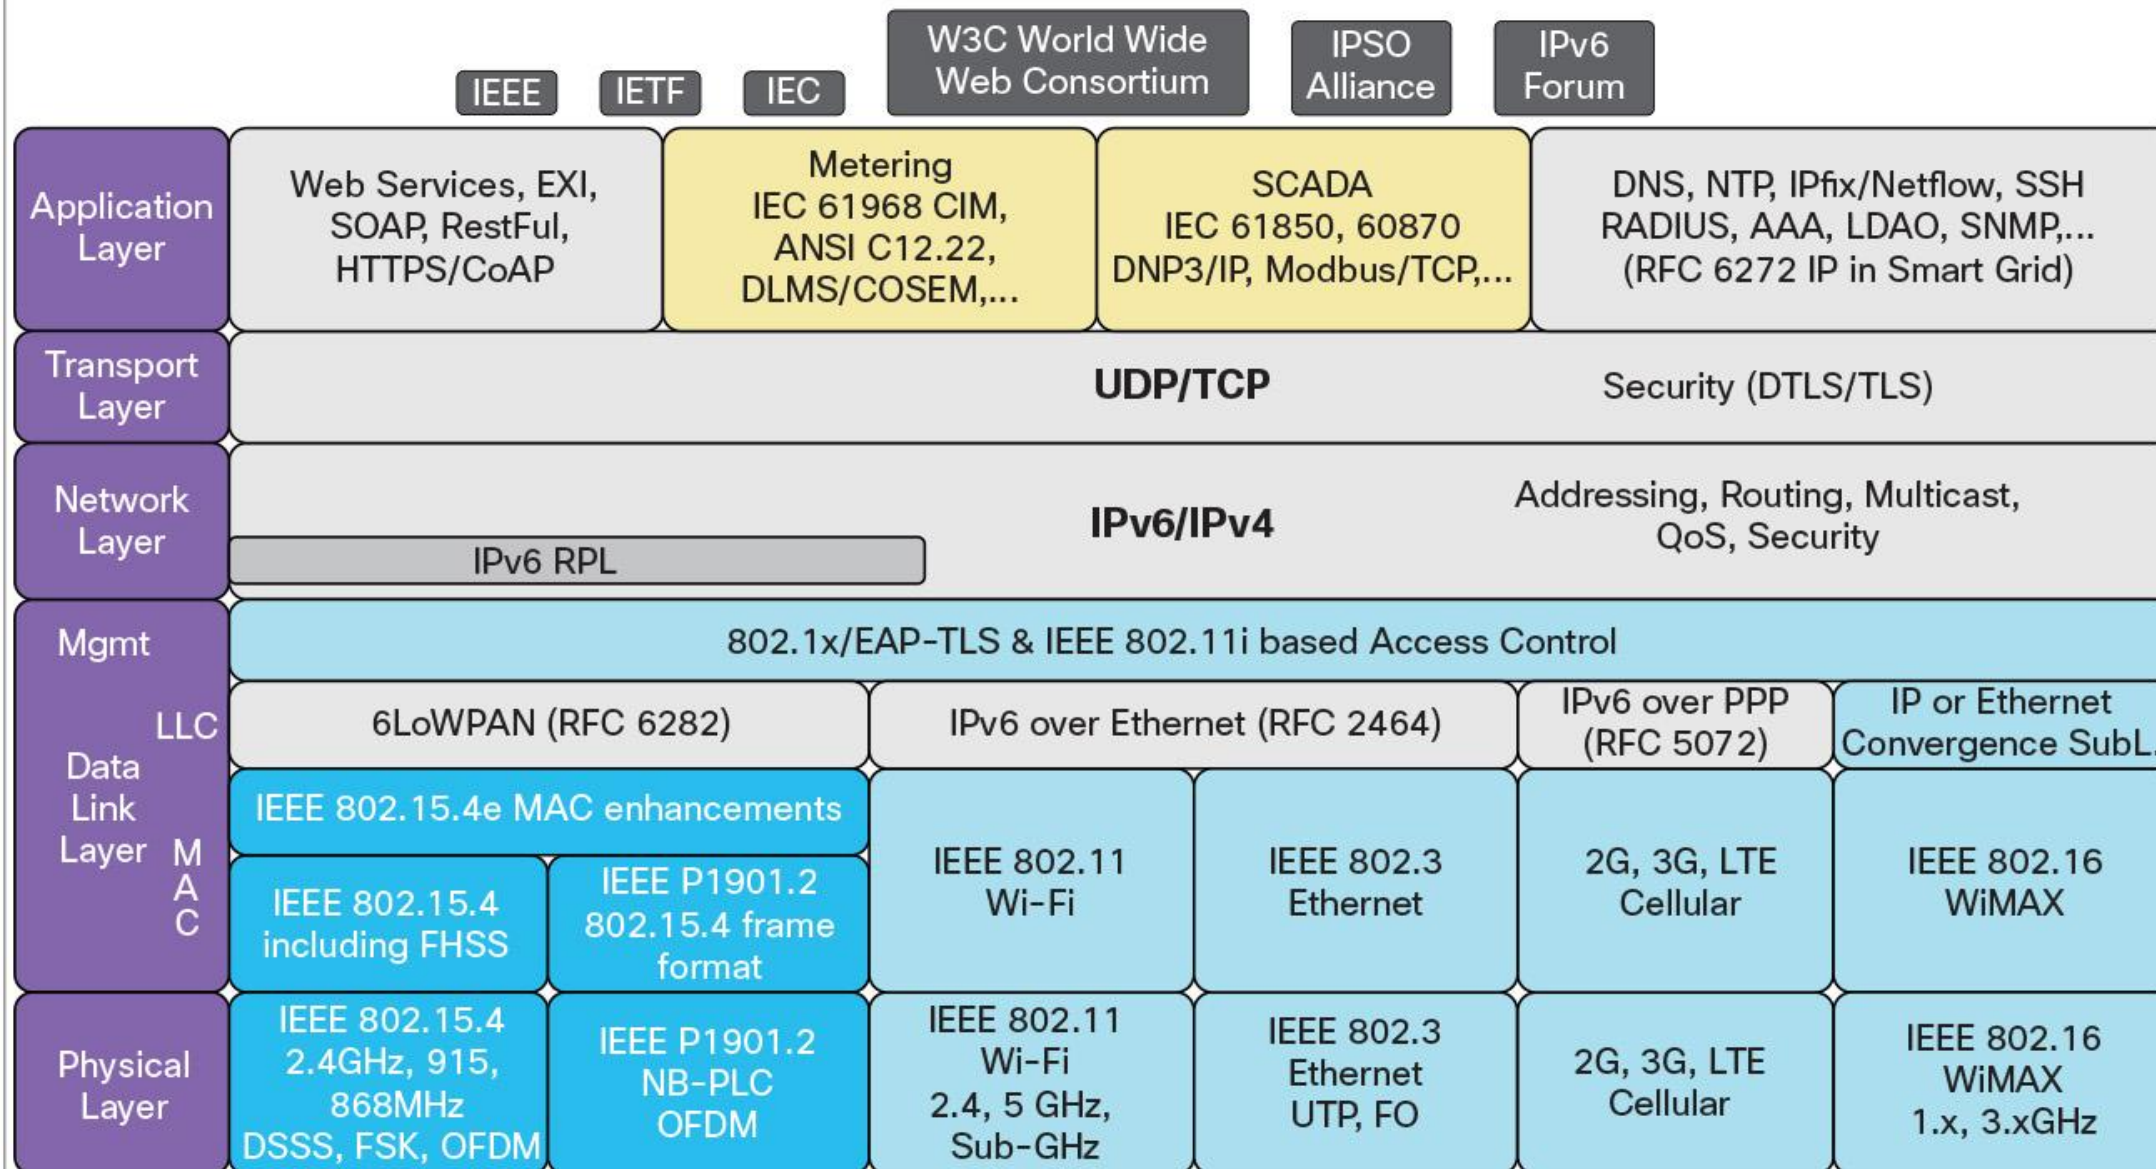 W3C World Wide
Web Consortium
IPSO
Alliance
IPv6
Forum
IEEE
IETF
IEC
Application
Layer
Web Services, EXI,
SOAP, RestFul,
HTTPS/CoAP
Metering
IEC 61968 CIM,
ANSI C12.22,
DLMS/COSEM,...
SCADA
IEC 61850, 60870
DNP3/IP, Modbus/TCP,...
DNS, NTP, IPfix/Netflow, SSH
RADIUS, AAA, LDAO, SNMP,...
(RFC 6272 IP in Smart Grid)
Transport
Layer
UDP/TCP
Security (DTLS/TLS)
Network
Layer
IPv6/IPv4
Addressing, Routing, Multicast,
QoS, Security
IPv6 RPL
Mgmt
802.1x/EAP-TLS & IEEE 802.11i based Access Control
LLC
6LoWPAN (RFC 6282)
IPv6 over Ethernet (RFC 2464)
IPv6 over PPP
(RFC 5072)
IP or Ethernet
Convergence SubL.
Data
Link
Layer
MAC
IEEE 802.15.4e MAC enhancements
IEEE 802.15.4
including FHSS
IEEE P1901.2
802.15.4 frame
format
IEEE 802.11
Wi-Fi
IEEE 802.3
Ethernet
2G, 3G, LTE
Cellular
IEEE 802.16
WiMAX
Physical
Layer
IEEE 802.15.4
2.4GHz, 915,
868MHz
DSSS, FSK, OFDM
IEEE P1901.2
NB-PLC
OFDM
IEEE 802.11
Wi-Fi
2.4, 5 GHz,
Sub-GHz
IEEE 802.3
Ethernet
UTP, FO
2G, 3G, LTE
Cellular
IEEE 802.16
WiMAX
1.x, 3.xGHz